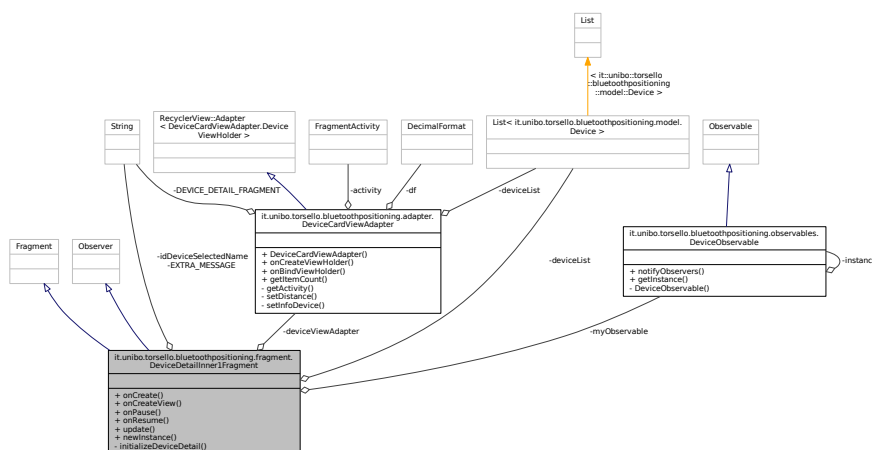 List
< it::unibo::torsello
::bluetoothpositioning
::model::Device >
String
RecyclerView::Adapter
< DeviceCardViewAdapter.Device
ViewHolder >
FragmentActivity
DecimalFormat
List< it.unibo.torsello.bluetoothpositioning.model.
Device >
Observable
-DEVICE_DETAIL_FRAGMENT
-activity
-df
-deviceList
it.unibo.torsello.bluetoothpositioning.adapter.
DeviceCardViewAdapter
+ DeviceCardViewAdapter()
+ onCreateViewHolder()
+ onBindViewHolder()
+ getItemCount()
- getActivity()
- setDistance()
- setInfoDevice()
it.unibo.torsello.bluetoothpositioning.observables.
DeviceObservable
+ notifyObservers()
+ getInstance()
- DeviceObservable()
-instanc
Fragment
Observer
-idDeviceSelectedName
-EXTRA_MESSAGE
-deviceList
-deviceViewAdapter
-myObservable
it.unibo.torsello.bluetoothpositioning.fragment.
DeviceDetailInner1Fragment
+ onCreate()
+ onCreateView()
+ onPause()
+ onResume()
+ update()
+ newInstance()
- initializeDeviceDetail()